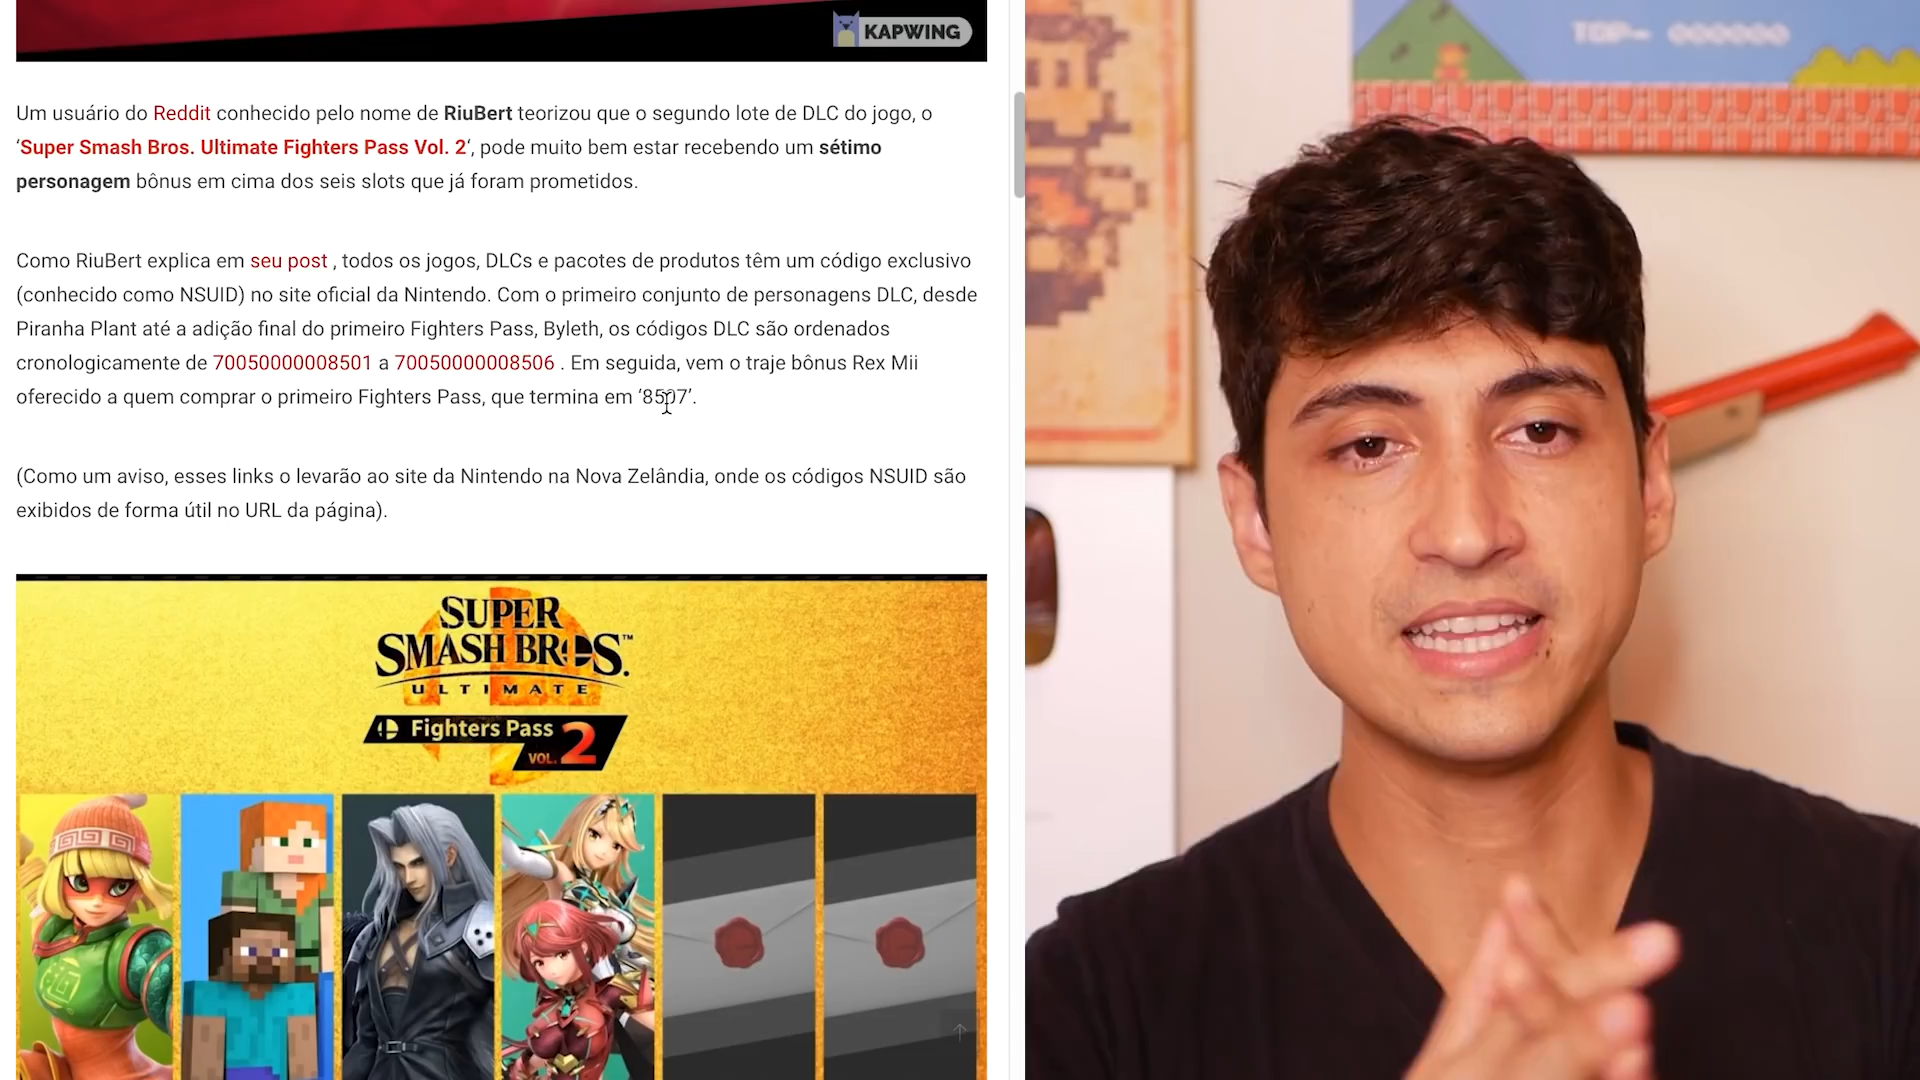 KAPWING
Um usuário do Reddit conhecido pelo nome de RiuBert teorizou que o segundo lote de DLC do jogo, o
‘Super Smash Bros. Ultimate Fighters Pass Vol. 2‘, pode muito bem estar recebendo um sétimo
personagem bônus em cima dos seis slots que já foram prometidos.
Como RiuBert explica em seu post , todos os jogos, DLCs e pacotes de produtos têm um código exclusivo
(conhecido como NSUID) no site oficial da Nintendo. Com o primeiro conjunto de personagens DLC, desde
Piranha Plant até a adição final do primeiro Fighters Pass, Byleth, os códigos DLC são ordenados
cronologicamente de 70050000008501 a 70050000008506 . Em seguida, vem o traje bônus Rex Mii
oferecido a quem comprar o primeiro Fighters Pass, que termina em ‘8507’.
(Como um aviso, esses links o levarão ao site da Nintendo na Nova Zelândia, onde os códigos NSUID são
exibidos de forma útil no URL da página).
SUPER
SMASH BROS.™
ULTIMATE
Fighters Pass
VOL. 2
TOP- 000000